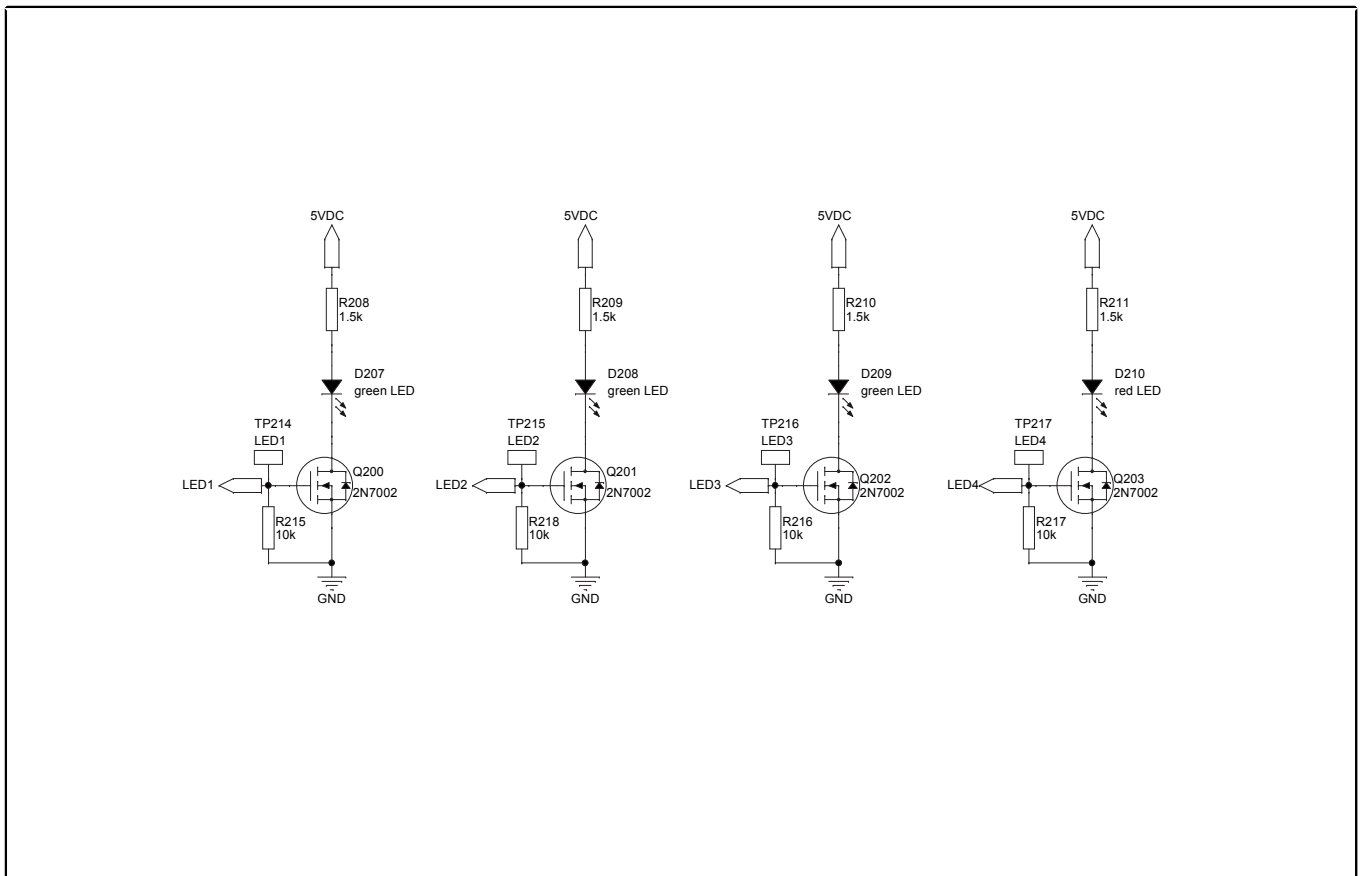 5VDC
R208
1.5k
D207
green LED
TP214
LED1
LED1
Q200
2N7002
R215
10k
GND
5VDC
R209
1.5k
D208
green LED
TP215
LED2
LED2
Q201
2N7002
R218
10k
GND
5VDC
R210
1.5k
D209
green LED
TP216
LED3
LED3
Q202
2N7002
R216
10k
GND
5VDC
R211
1.5k
D210
red LED
TP217
LED4
LED4
Q203
2N7002
R217
10k
GND